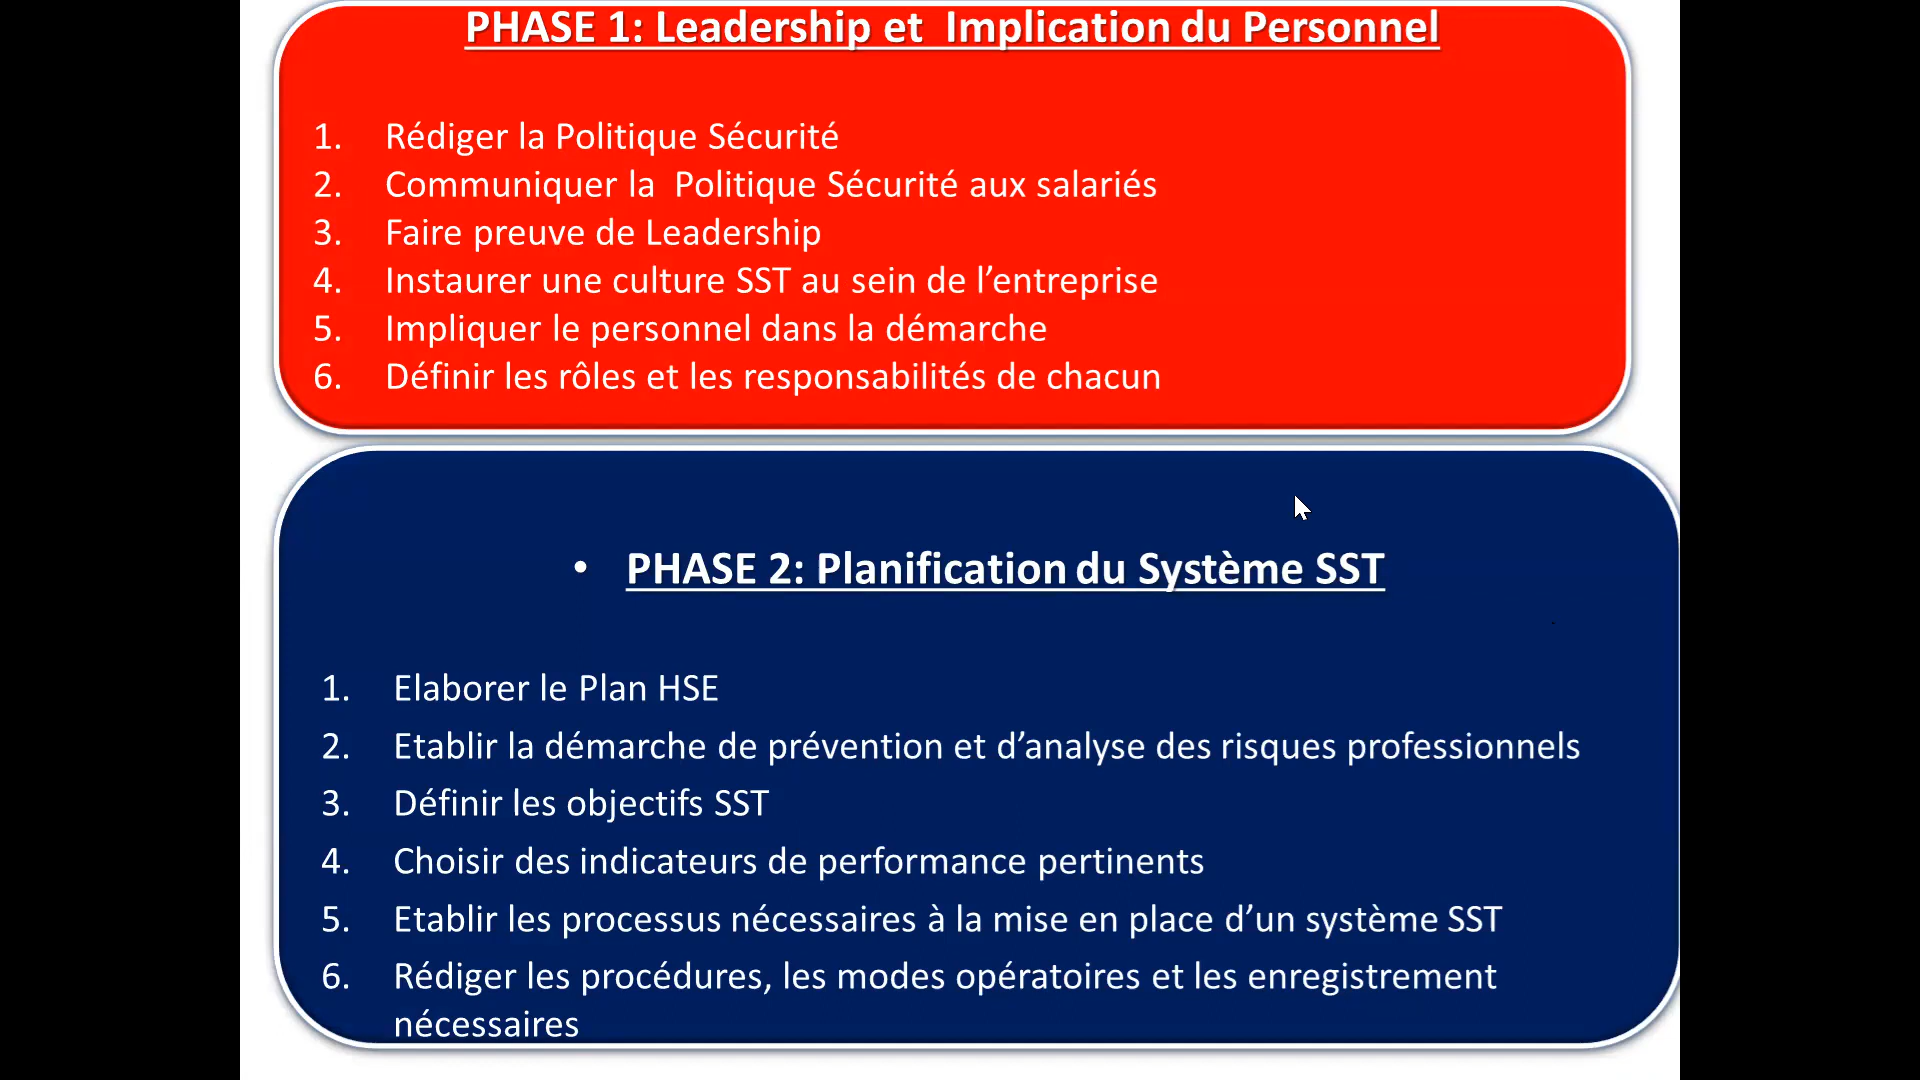 PHASE 1: Leadership et  Implication du Personnel
1. Rédiger la Politique Sécurité
2. Communiquer la  Politique Sécurité aux salariés
3. Faire preuve de Leadership
4. Instaurer une culture SST au sein de l’entreprise
5. Impliquer le personnel dans la démarche
6. Définir les rôles et les responsabilités de chacun
• PHASE 2: Planification du Système SST
1. Elaborer le Plan HSE
2. Etablir la démarche de prévention et d’analyse des risques professionnels
3. Définir les objectifs SST
4. Choisir des indicateurs de performance pertinents
5. Etablir les processus nécessaires à la mise en place d’un système SST
6. Rédiger les procédures, les modes opératoires et les enregistrement
nécessaires